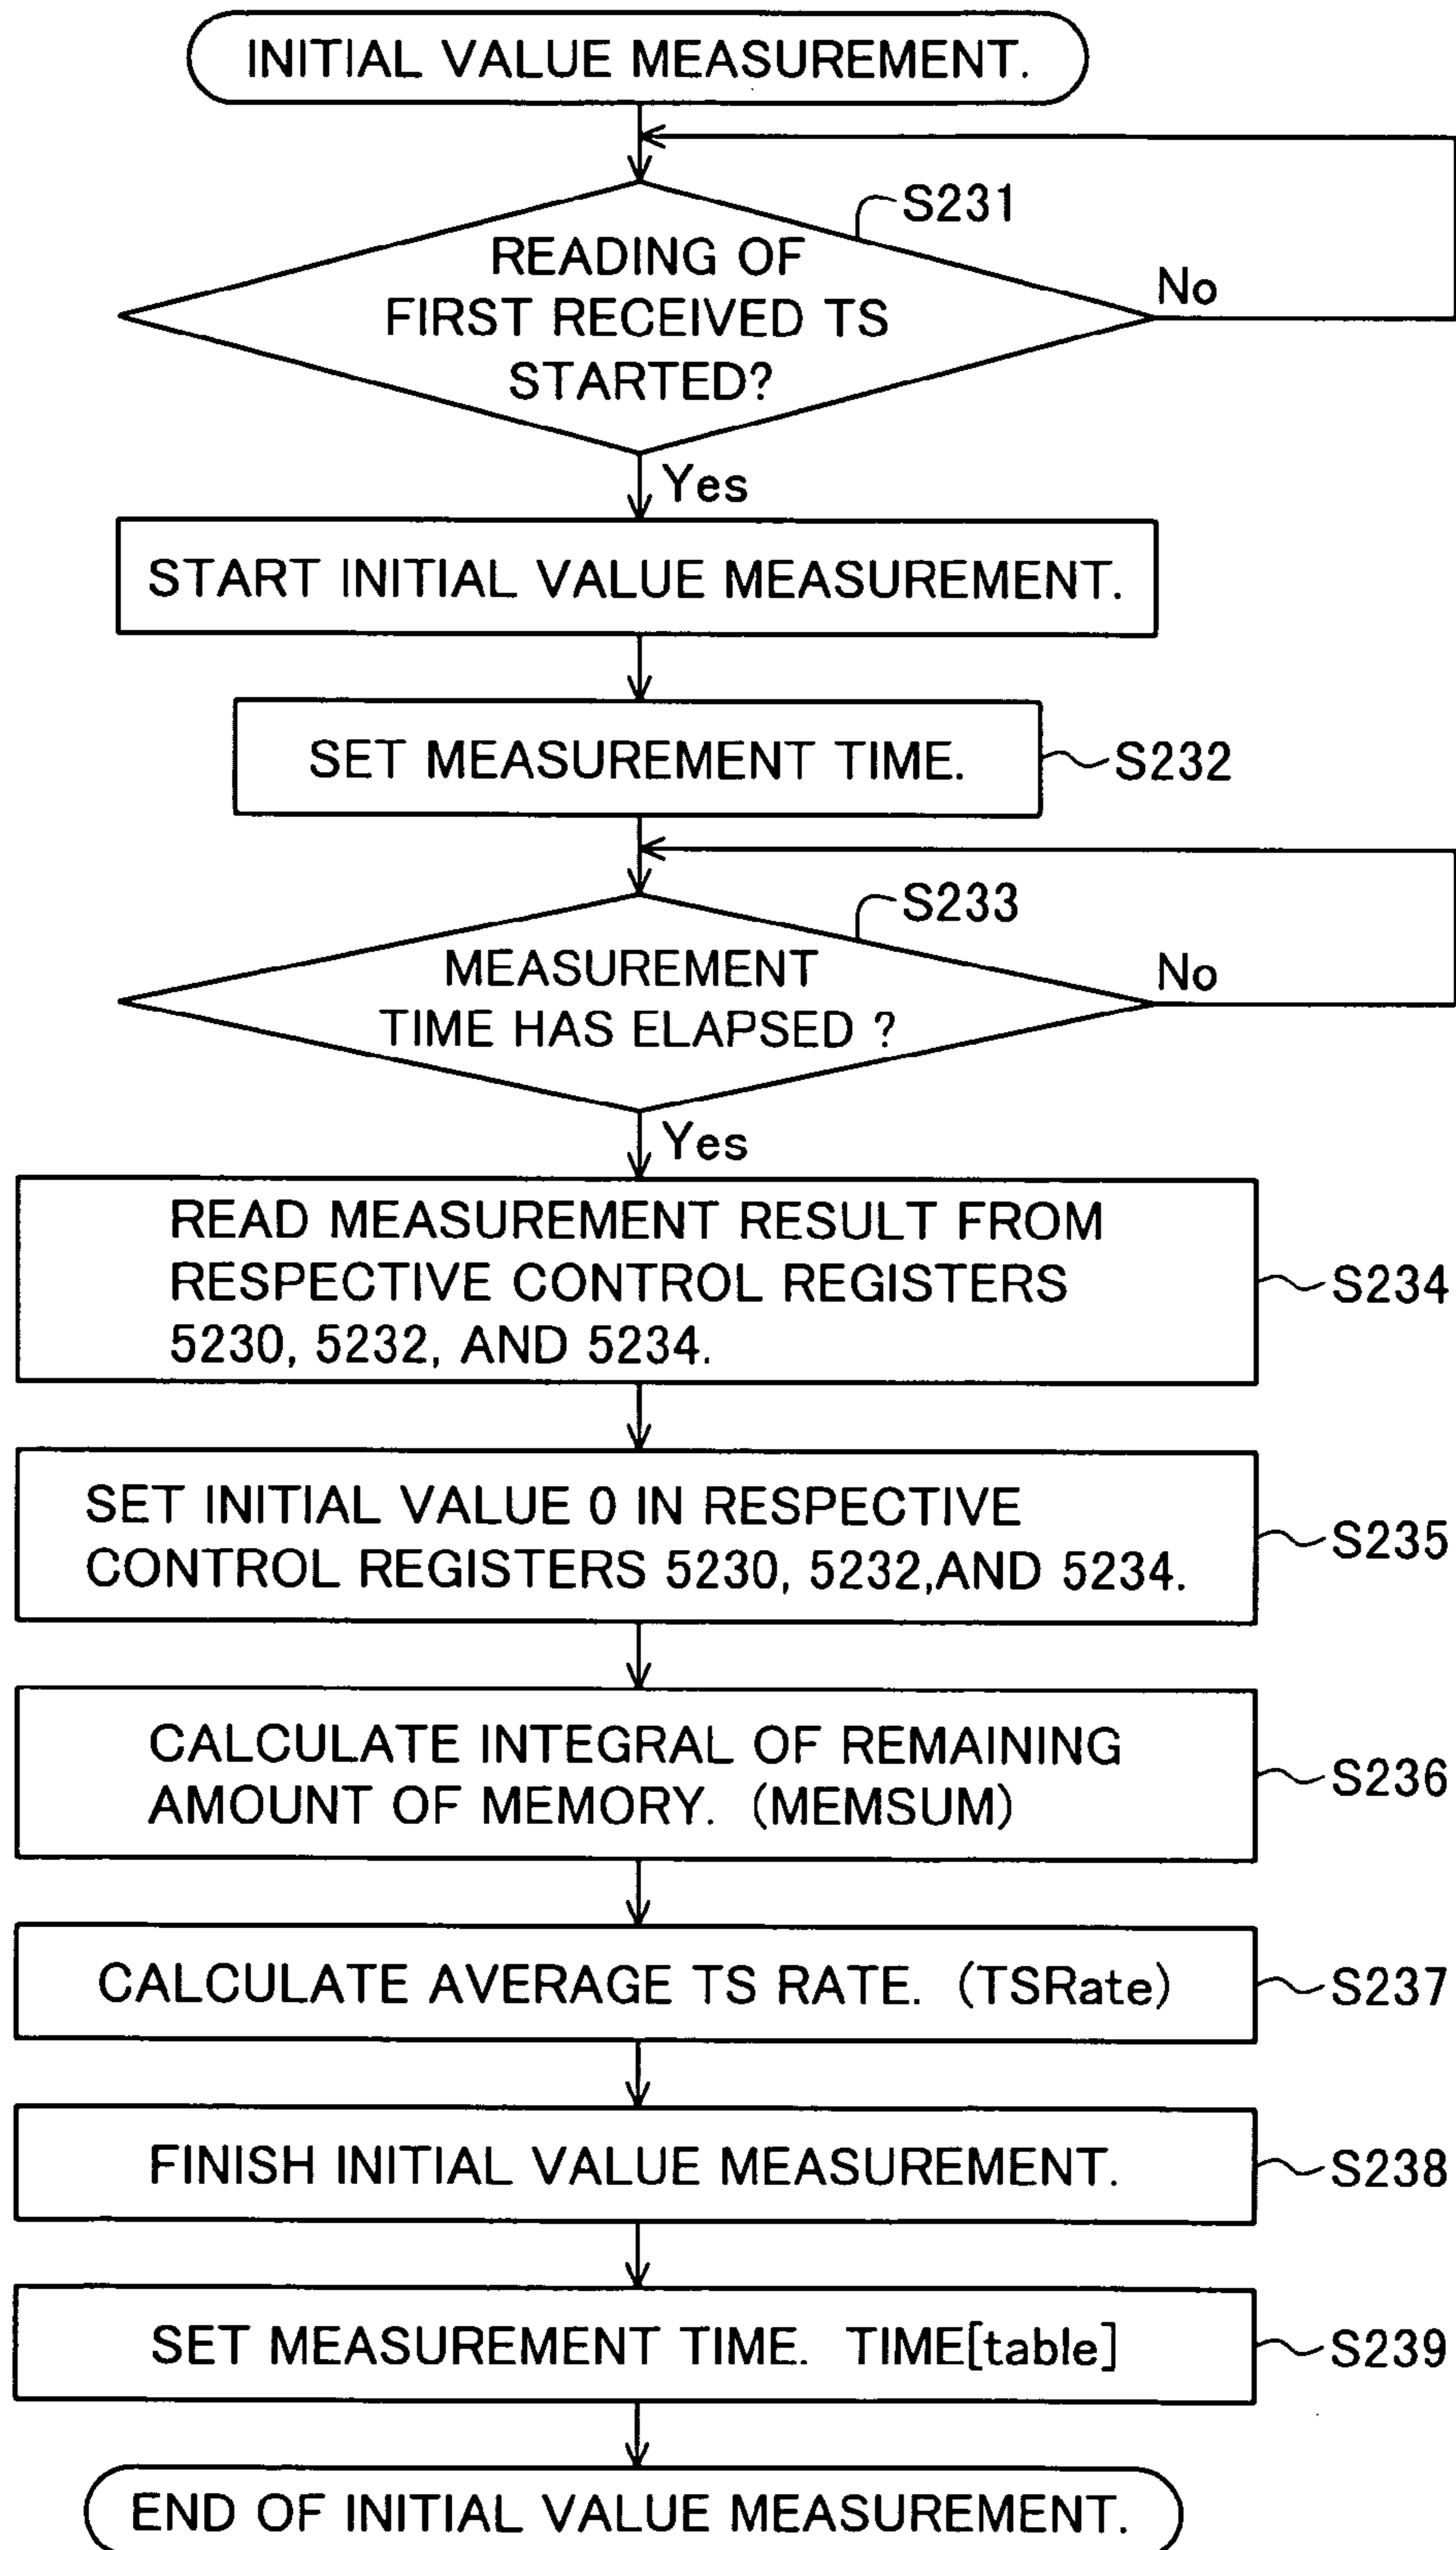 INITIAL VALUE MEASUREMENT.
S231
READING OF
FIRST RECEIVED TS
STARTED?
No
Yes
START INITIAL VALUE MEASUREMENT.
SET MEASUREMENT TIME.
S232
S233
MEASUREMENT
TIME HAS ELAPSED ?
No
Yes
READ MEASUREMENT RESULT FROM
RESPECTIVE CONTROL REGISTERS
5230, 5232, AND 5234.
S234
SET INITIAL VALUE 0 IN RESPECTIVE
CONTROL REGISTERS 5230, 5232,AND 5234.
S235
CALCULATE INTEGRAL OF REMAINING
AMOUNT OF MEMORY. (MEMSUM)
S236
CALCULATE AVERAGE TS RATE. (TSRate)
S237
FINISH INITIAL VALUE MEASUREMENT.
S238
SET MEASUREMENT TIME. TIME[table]
S239
END OF INITIAL VALUE MEASUREMENT.